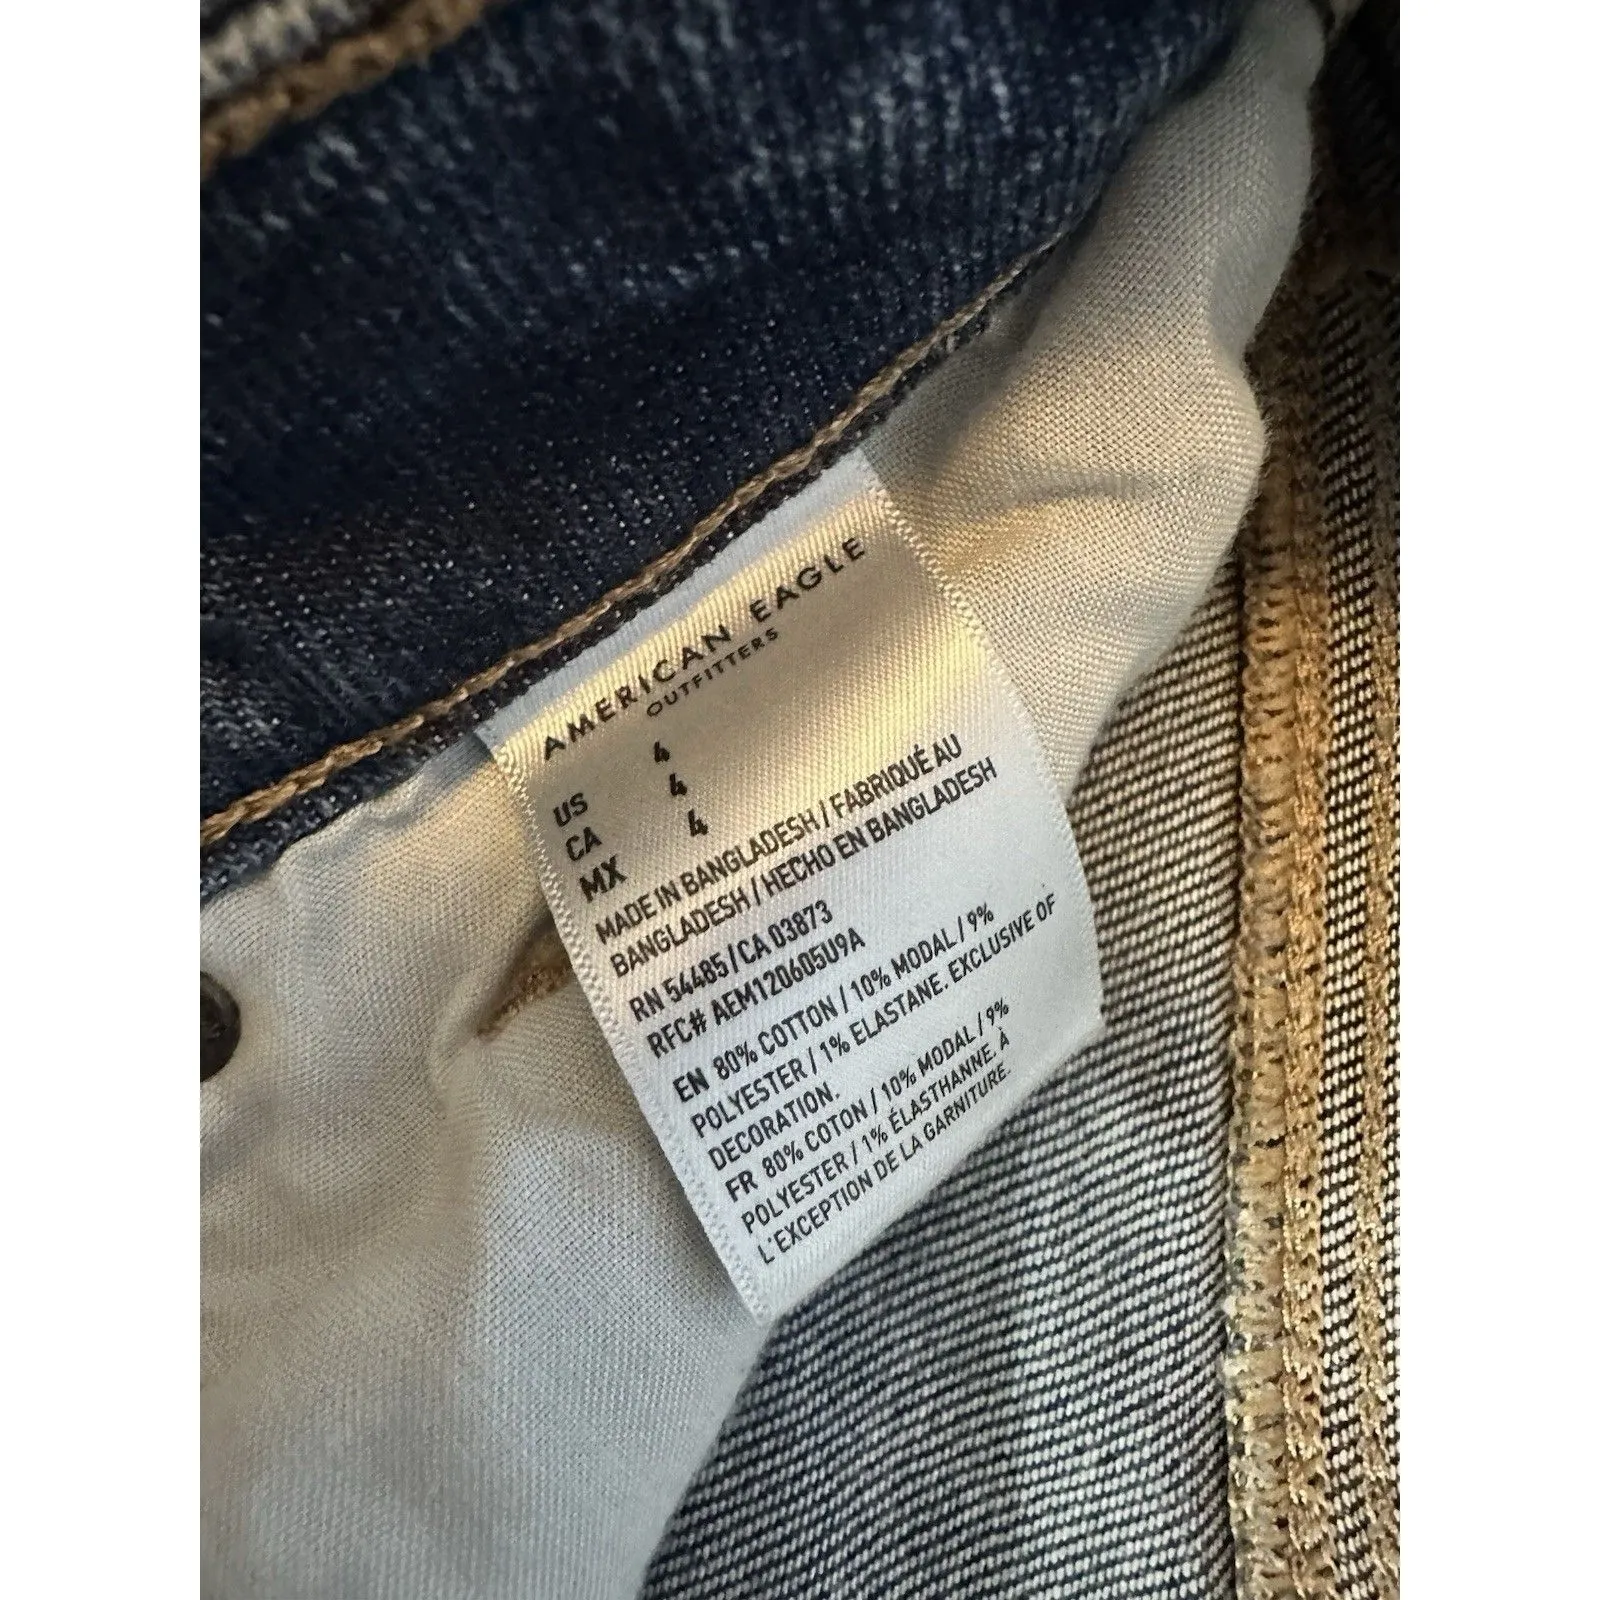 AMERICAN EAGLE
OUTFITTERS
US 4
CA 4
MX 4
MADE IN BANGLADESH / FABRIQUÉ AU
BANGLADESH / HECHO EN BANGLADESH
RN 54485 / CA 03873
RFC# AEM120605U9A
EN 80% COTTON / 10% MODAL / 9%
POLYESTER / 1% ELASTANE. EXCLUSIVE OF
DECORATION.
FR 80% COTON / 10% MODAL / 9%
POLYESTER / 1% ÉLASTHANNE. À
L'EXCEPTION DE LA GARNITURE.